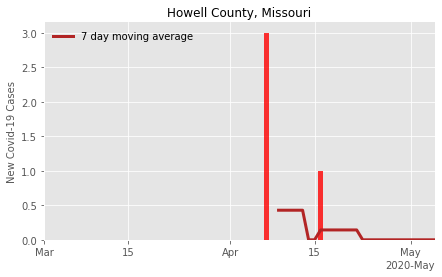 Howell County, Missouri
7 day moving average
New Covid-19 Cases
3.0
2.5
2.0
1.5
1.0
0.5
0.0
Mar 15 Apr 15 May
2020-May